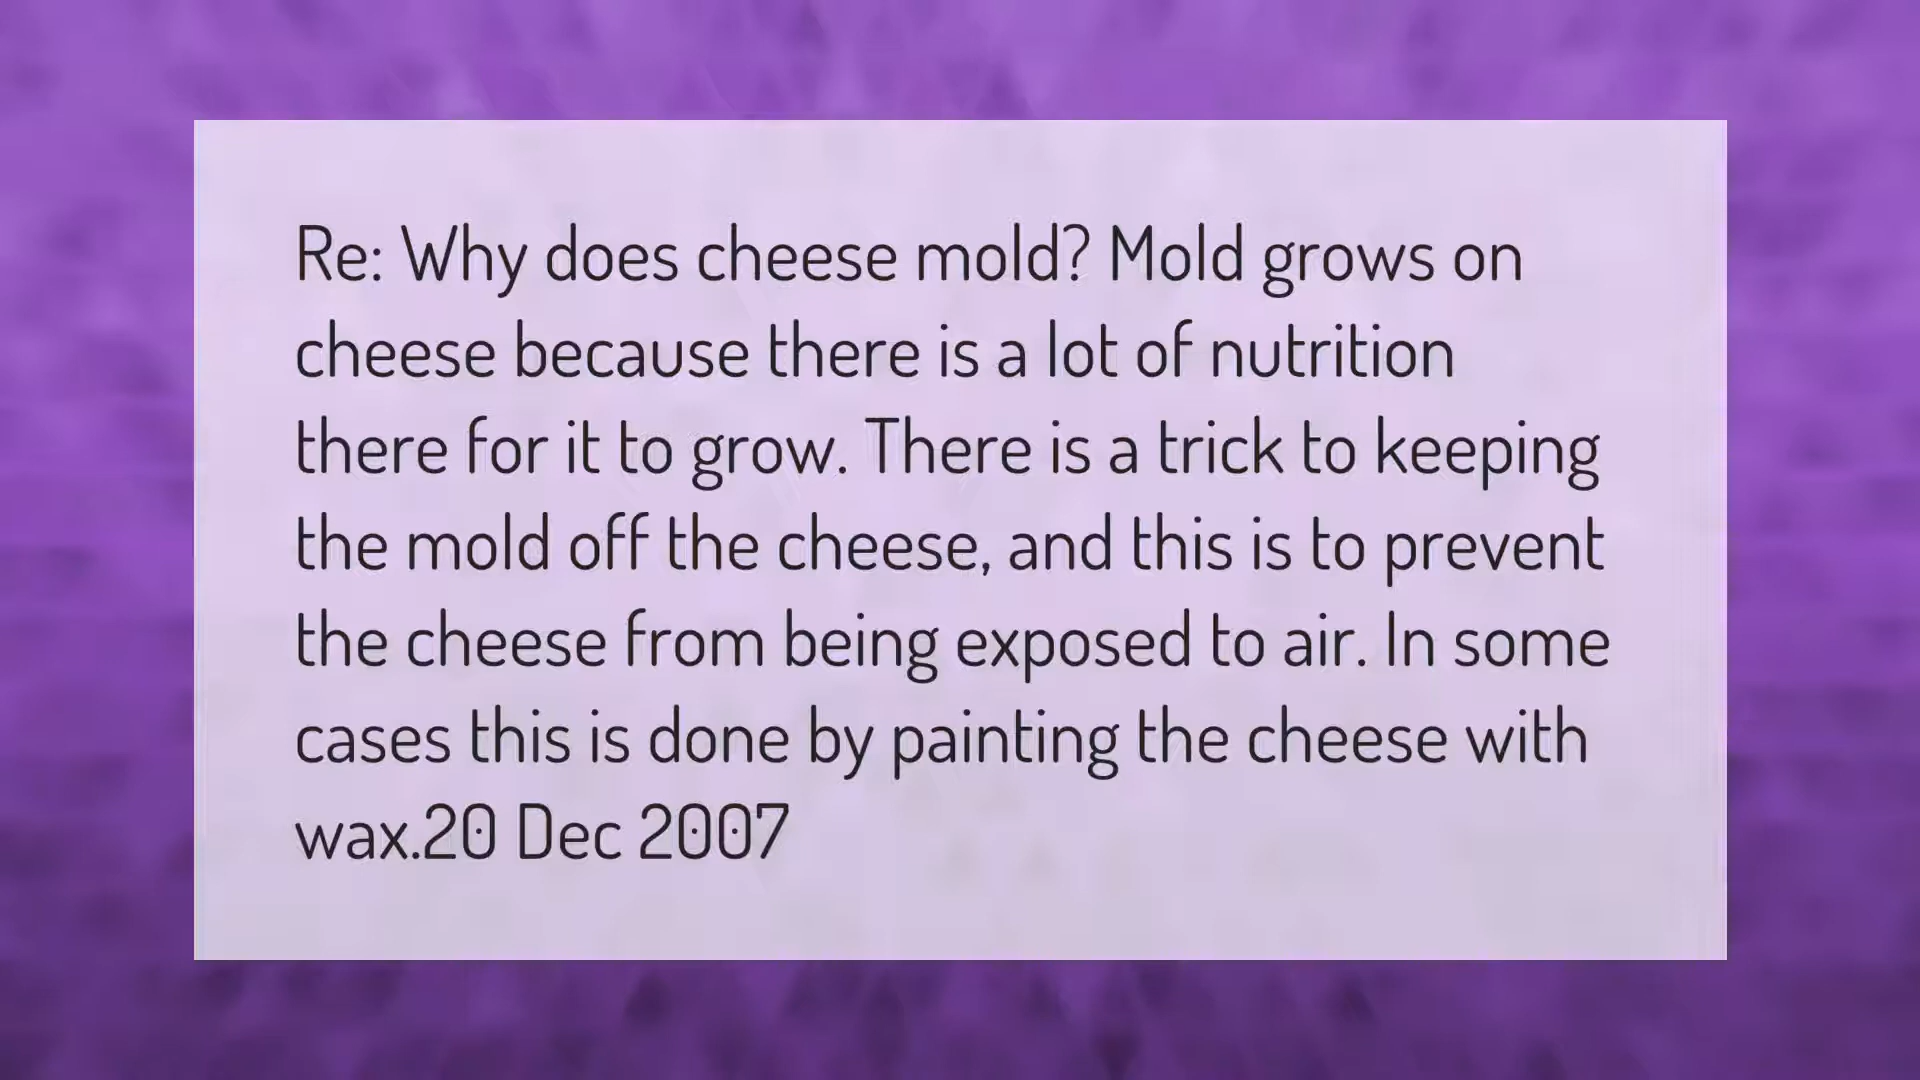 Re: Why does cheese mold? Mold grows on
cheese because there is a lot of nutrition
there for it to grow. There is a trick to keeping
the mold off the cheese, and this is to prevent
the cheese from being exposed to air. In some
cases this is done by painting the cheese with
wax.20 Dec 2007